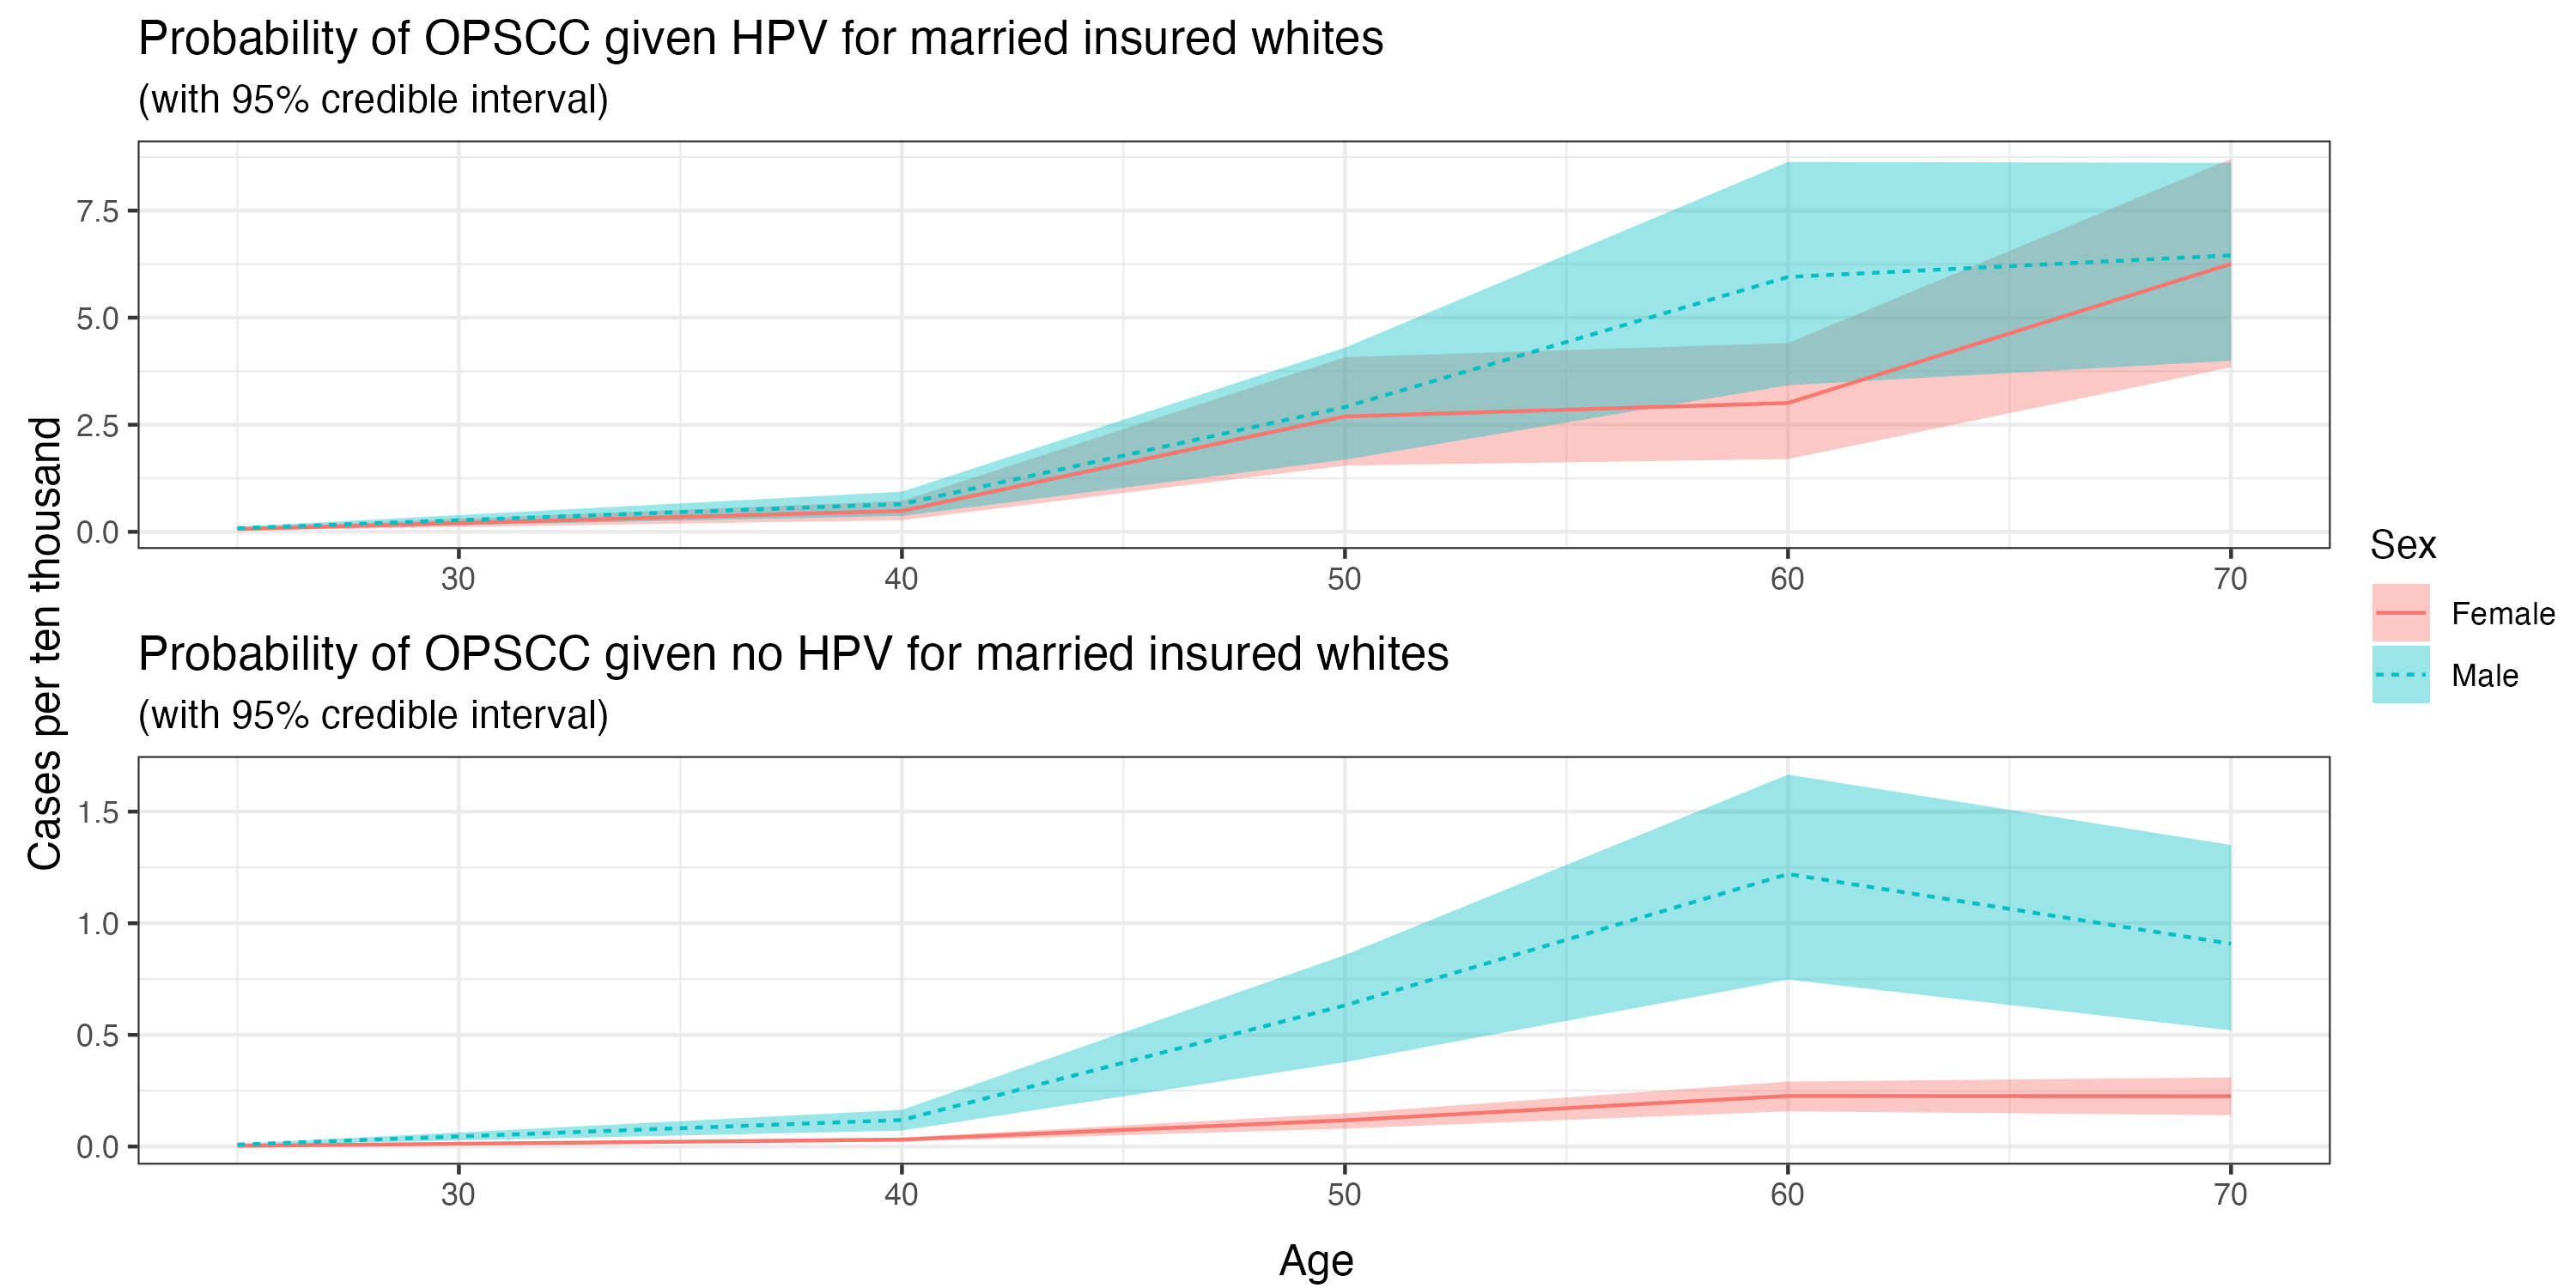 Probability of OPSCC given HPV for married insured whites
(with 95% credible interval)
7.5
5.0
2.5
0.0
30 40 50 60 70
Probability of OPSCC given no HPV for married insured whites
(with 95% credible interval)
1.5
1.0
0.5
0.0
30 40 50 60 70
Age
Cases per ten thousand
Sex
Female
Male